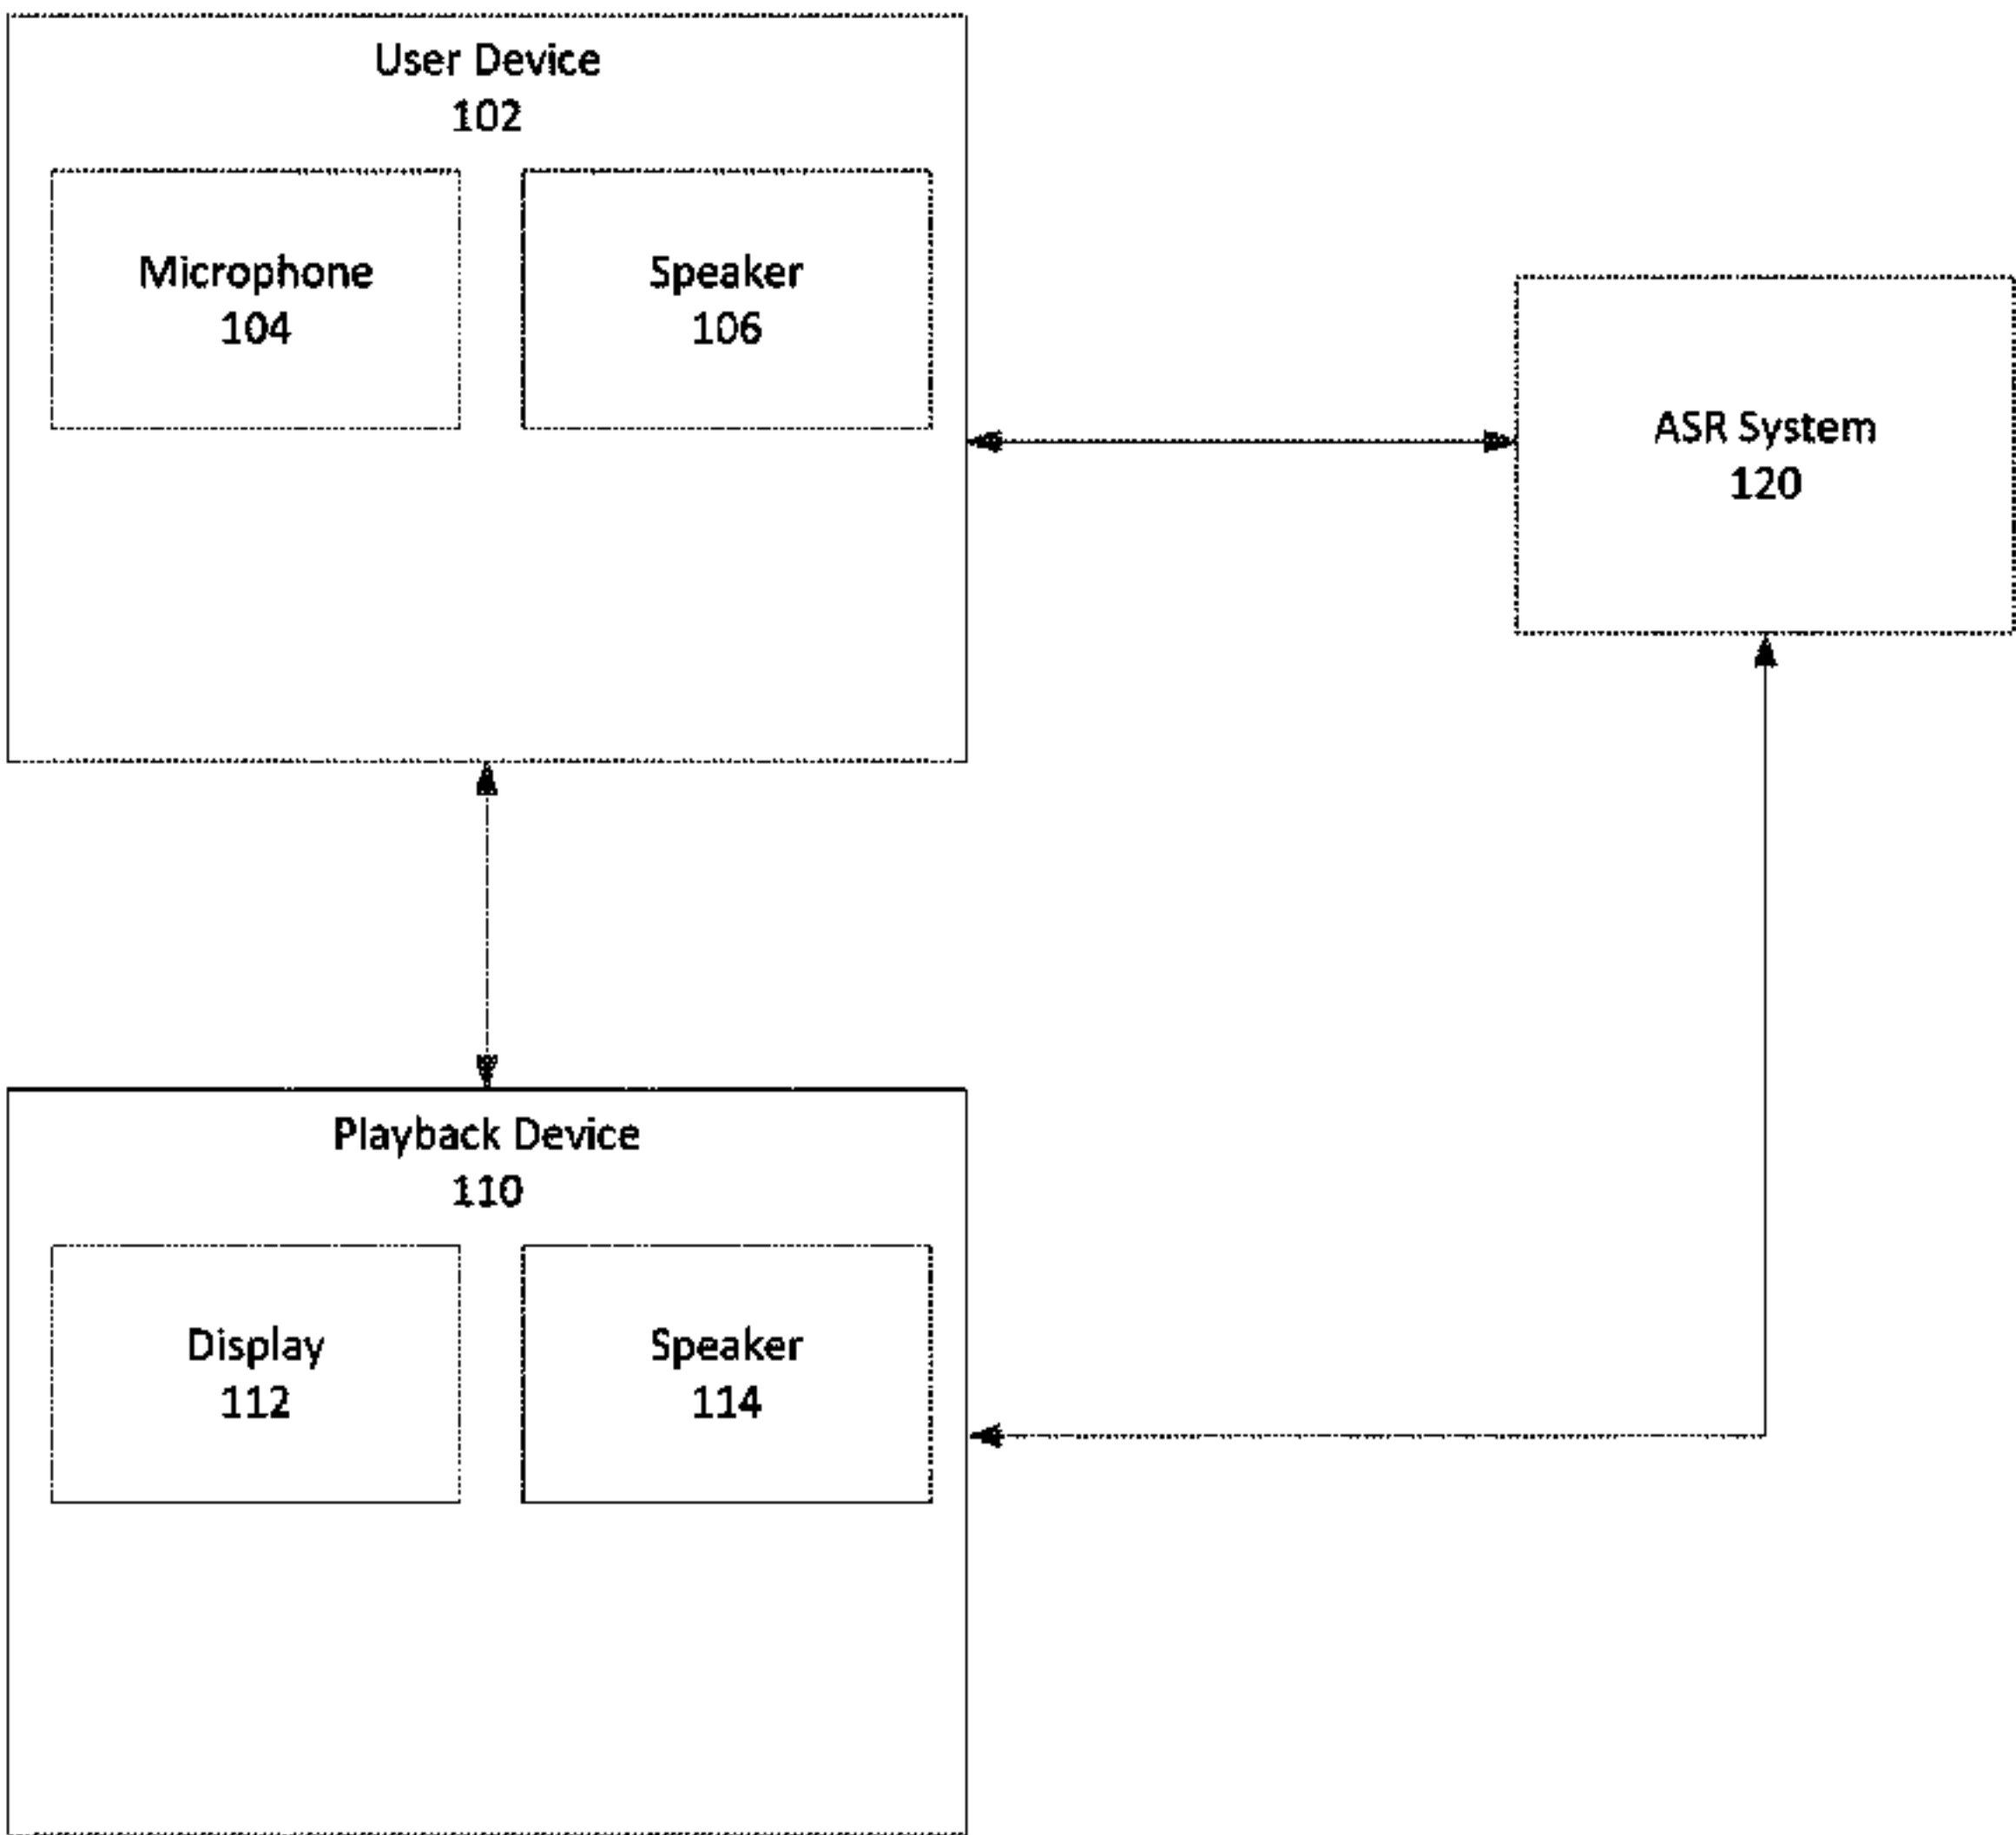 User Device
102
Microphone
104
Speaker
106
ASR System
120
Playback Device
110
Display
112
Speaker
114